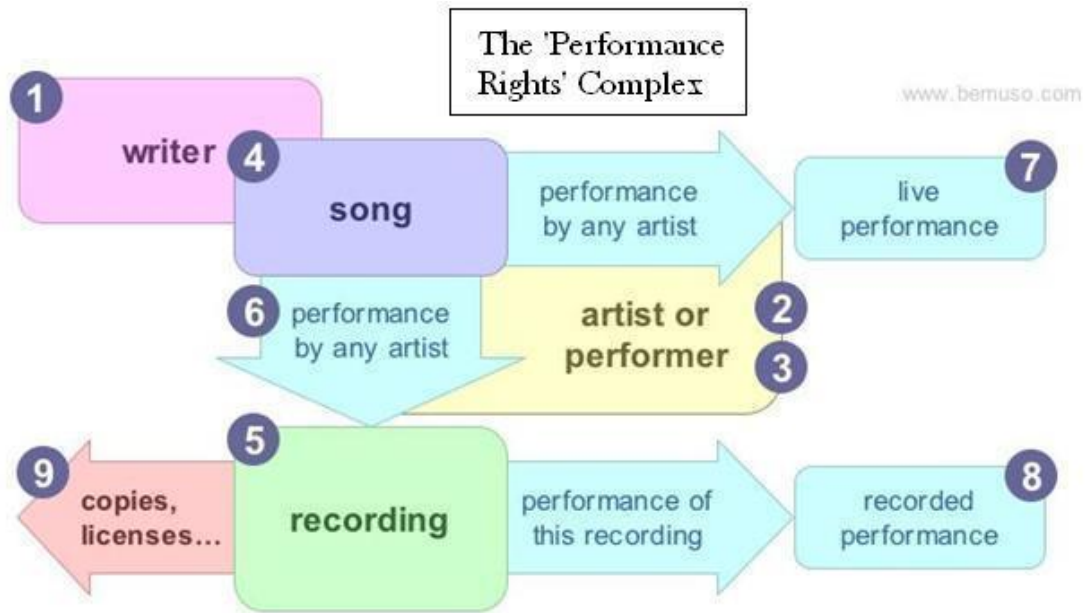 The 'Performance
Rights' Complex
www.bemuso.com
1
writer
4
song
performance
by any artist
7
live
performance
6
performance
by any artist
artist or
performer
2
3
9
copies,
licenses...
5
recording
performance of
this recording
8
recorded
performance